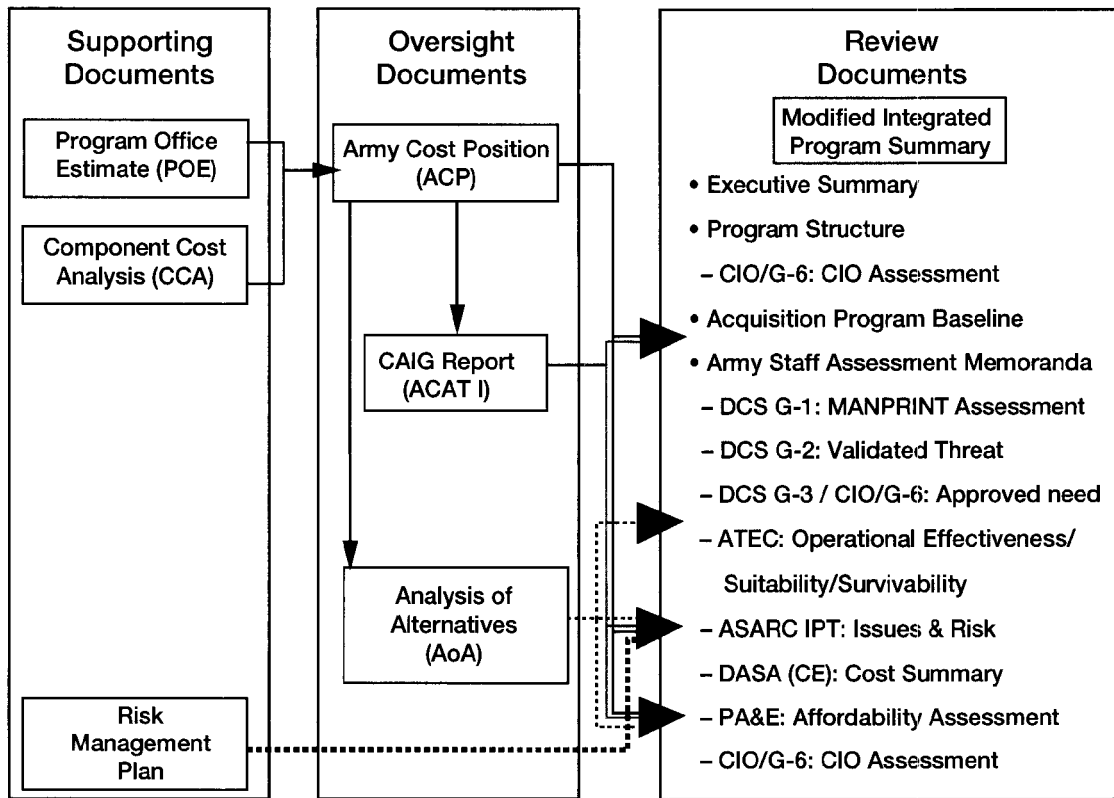 Supporting
Documents
Program Office
Estimate (POE)
Component Cost
Analysis (CCA)
Risk
Management
Plan
Oversight
Documents
Army Cost Position
(ACP)
CAIG Report
(ACAT I)
Analysis of
Alternatives
(AoA)
Review
Documents
Modified Integrated
Program Summary
• Executive Summary
• Program Structure
– CIO/G-6: CIO Assessment
• Acquisition Program Baseline
• Army Staff Assessment Memoranda
– DCS G-1: MANPRINT Assessment
– DCS G-2: Validated Threat
– DCS G-3 / CIO/G-6: Approved need
– ATEC: Operational Effectiveness/
Suitability/Survivability
– ASARC IPT: Issues & Risk
– DASA (CE): Cost Summary
– PA&E: Affordability Assessment
– CIO/G-6: CIO Assessment